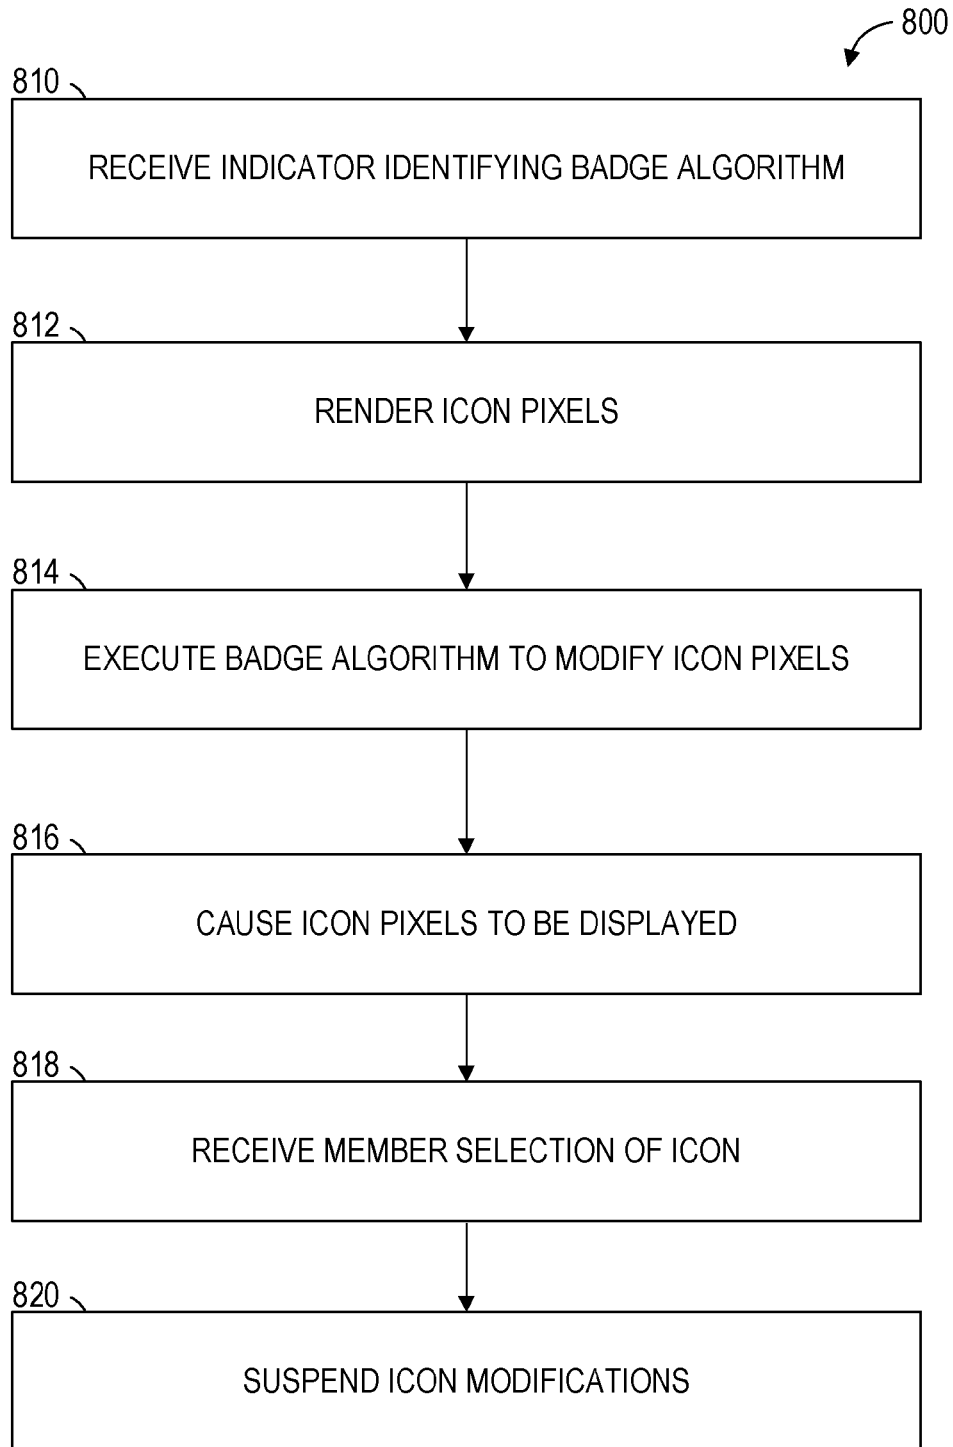 800
810
RECEIVE INDICATOR IDENTIFYING BADGE ALGORITHM
812
RENDER ICON PIXELS
814
EXECUTE BADGE ALGORITHM TO MODIFY ICON PIXELS
816
CAUSE ICON PIXELS TO BE DISPLAYED
818
RECEIVE MEMBER SELECTION OF ICON
820
SUSPEND ICON MODIFICATIONS